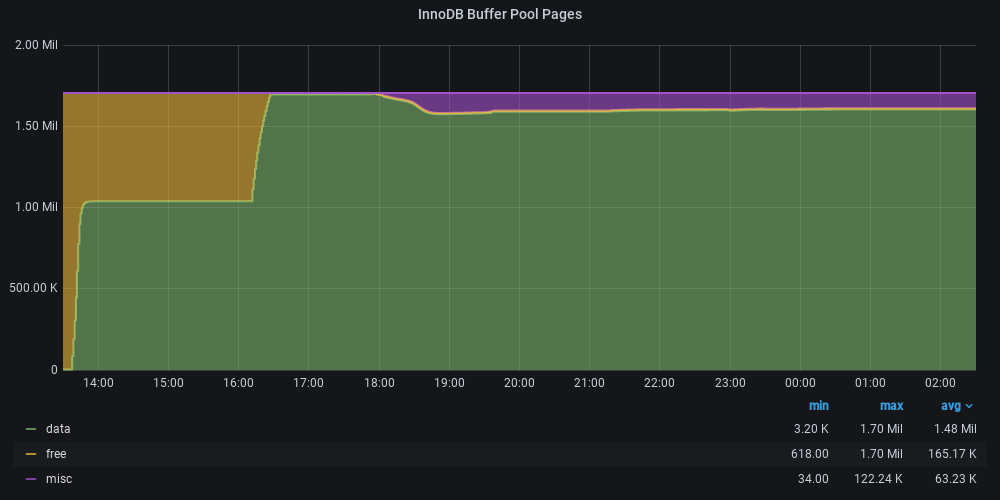 InnoDB Buffer Pool Pages
2.00 Mil
1.50 Mil
1.00 Mil
500.00 K
0
14:00 15:00 16:00 17:00 18:00 19:00 20:00 21:00 22:00 23:00 00:00 01:00 02:00
min max avg
data 3.20 K 1.70 Mil 1.48 Mil
free 618.00 1.70 Mil 165.17 K
misc 34.00 122.24 K 63.23 K